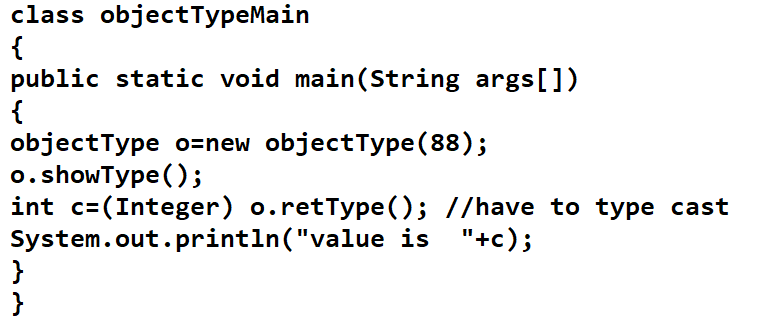 class objectTypeMain
{
public static void main(String args[])
{
objectType o=new objectType(88);
o.showType();
int c=(Integer) o.retType(); //have to type cast
System.out.println("value is  "+c);
}
}